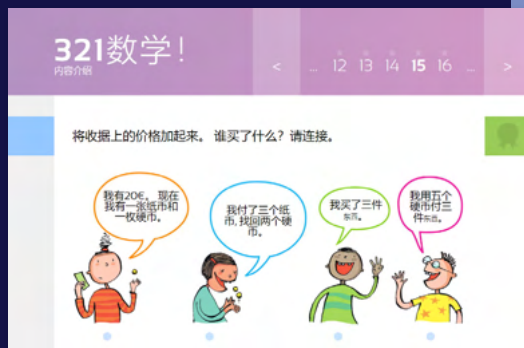 321数学！
内容介绍
< ... 12 13 14 15 16 ... >
将收据上的价格加起来。 谁买了什么？请连接。
我有20€。 现在
我有一张纸币和
一枚硬币。
我付了三个纸
币, 找回两个硬
币。
我买了三件
东西。
我用五个
硬币付三
件东西。